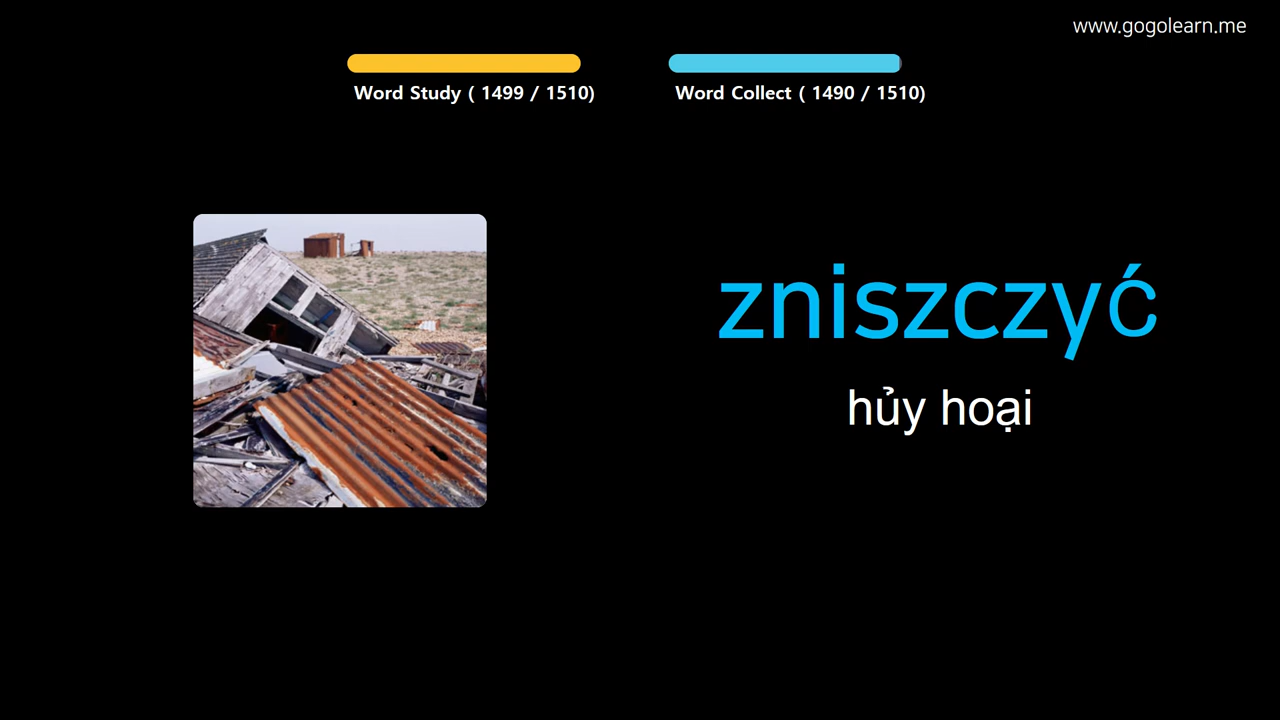 www.gogolearn.me
Word Study ( 1499 / 1510)
Word Collect ( 1490 / 1510)
zniszczyć
hủy hoại